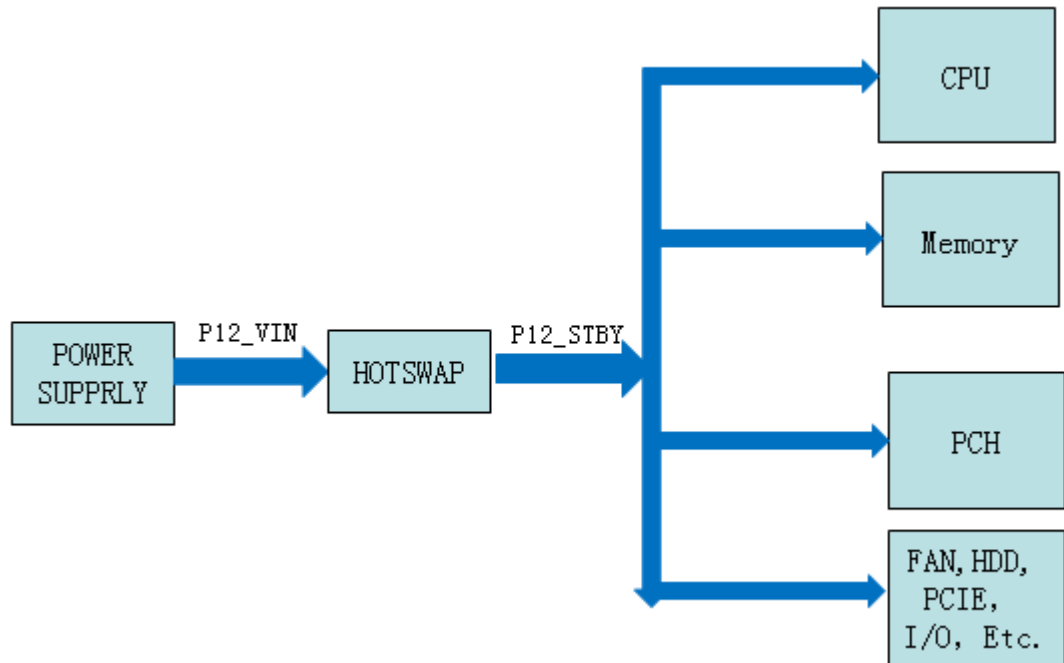 CPU
Memory
P12_VIN
P12_STBY
POWER
SUPPRLY
HOTSWAP
PCH
FAN, HDD,
PCIE,
I/O, Etc.